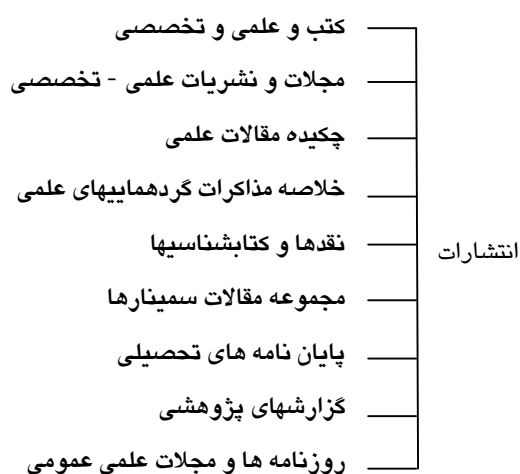 کتب و علمی و تخصصی
مجلات و نشریات علمی - تخصصی
چکیده مقالات علمی
خلاصه مذاکرات گردهماییهای علمی
نقدها و کتابشناسیها
انتشارات
مجموعه مقالات سمینارها
پایان نامه های تحصیلی
گزارشهای پژوهشی
روزنامه ها و مجلات علمی عمومی